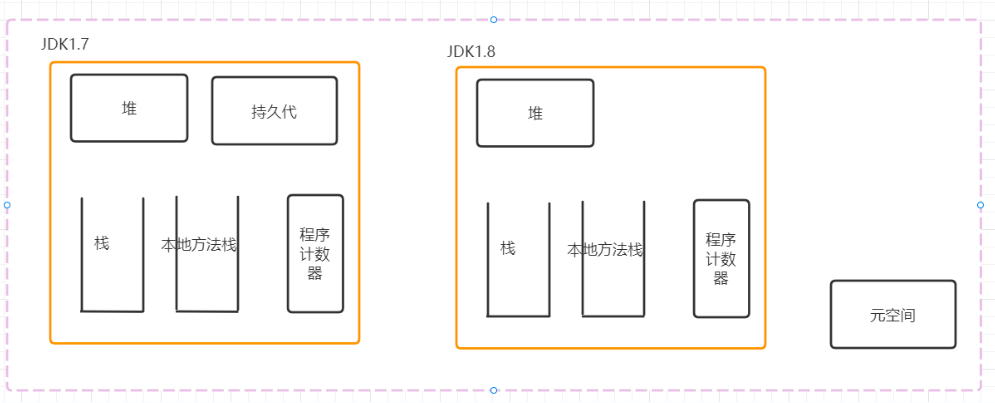 JDK1.7
堆
持久代
栈
本地方法栈
程序
计数
器
JDK1.8
堆
栈
本地方法栈
程序
计数
器
元空间